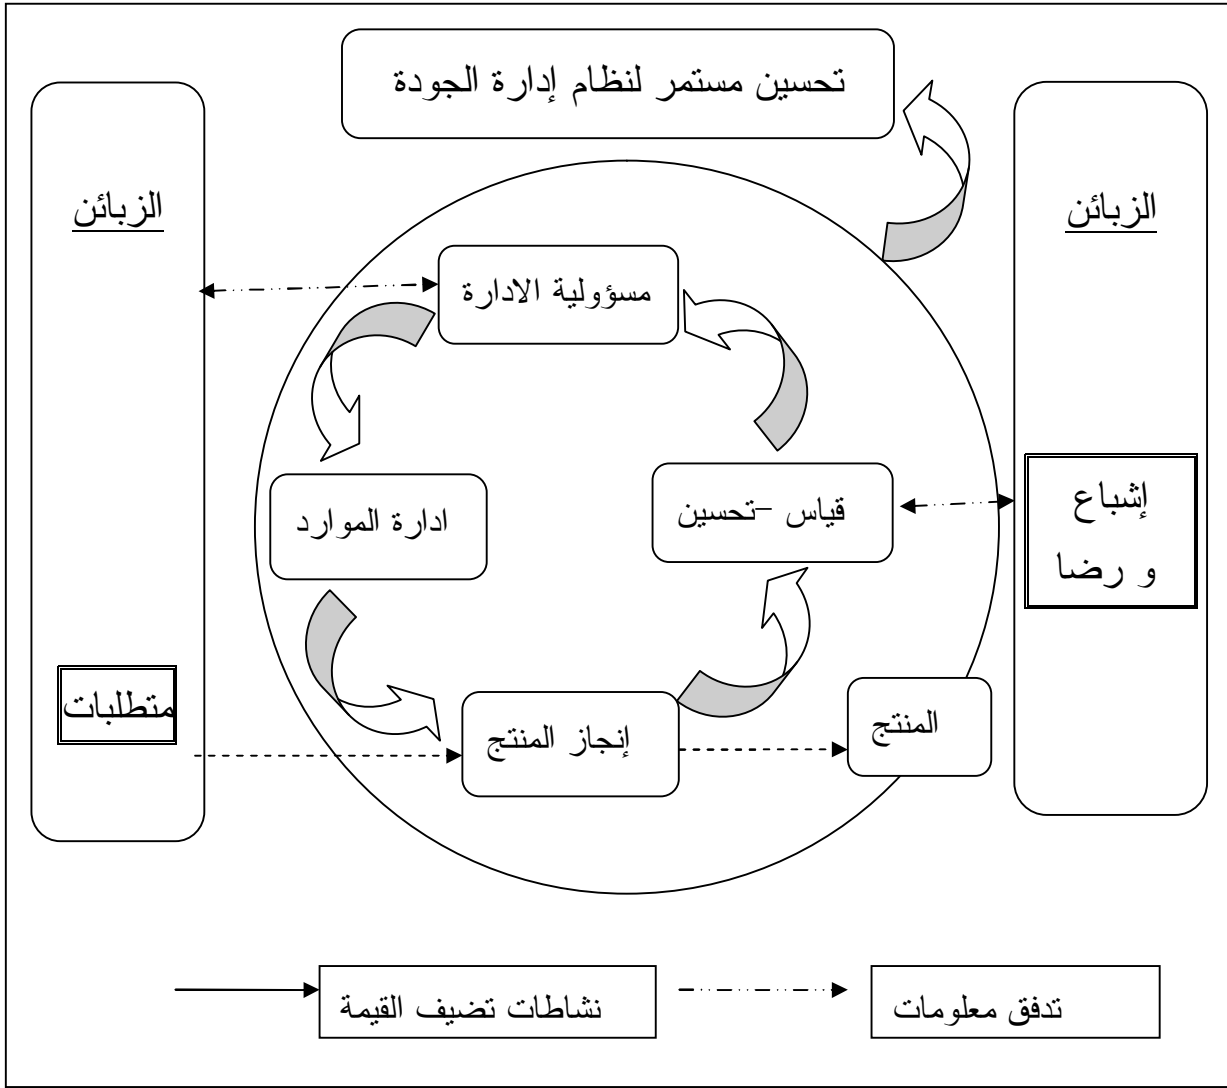 تحسين مستمر لنظام إدارة الجودة
الزبائن
الزبائن
مسؤولية الادارة
إشباع
و رضا
قياس –تحسين
ادارة الموارد
متطلبات
المنتج
إنجاز المنتج
تدفق معلومات
نشاطات تضيف القيمة